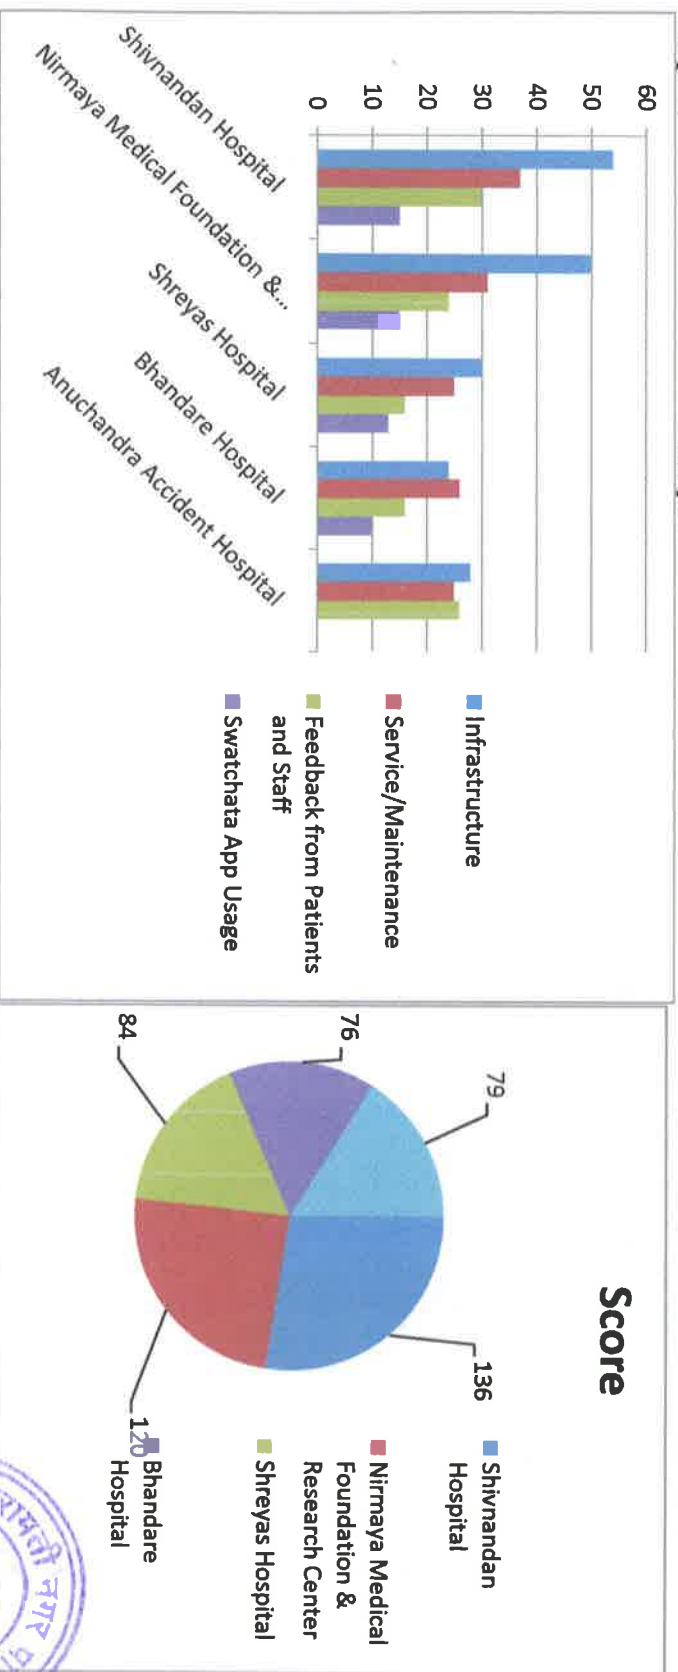 60
50
40
30
20
10
0
Shivnandan Hospital
Nirmaya Medical Foundation &...
Shreyas Hospital
Bhandare Hospital
Anuchandra Accident Hospital
Infrastructure
Service/Maintenance
Feedback from Patients
and Staff
Swatchata App Usage
Score
79
136
76
84
120
Shivnandan
Hospital
Nirmaya Medical
Foundation &
Research Center
Shreyas Hospital
Bhandare
Hospital
नगर